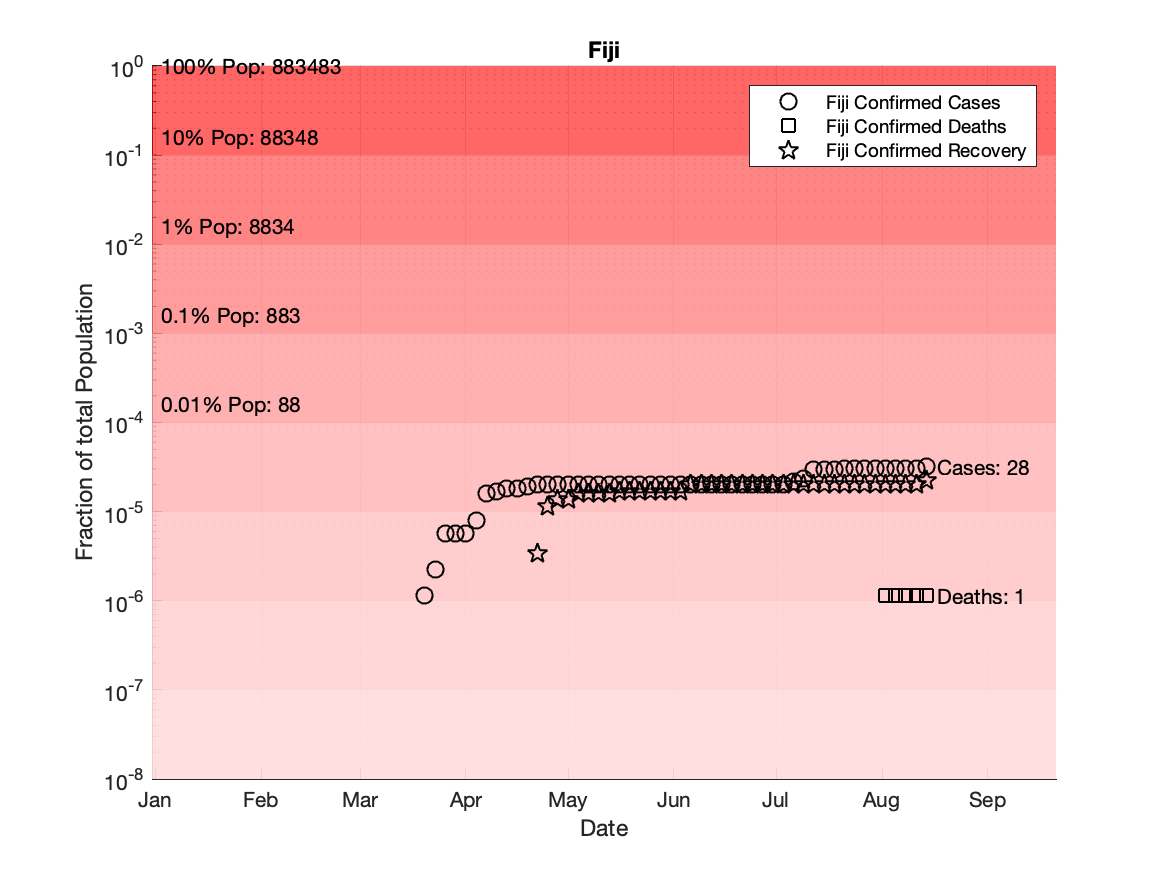 Fiji
10^0
100% Pop: 883483
Fiji Confirmed Cases
Fiji Confirmed Deaths
Fiji Confirmed Recovery
10% Pop: 88348
10^-1
1% Pop: 8834
10^-2
0.1% Pop: 883
10^-3
0.01% Pop: 88
10^-4
Cases: 28
10^-5
Deaths: 1
10^-6
10^-7
10^-8
Fraction of total Population
Jan Feb Mar Apr May Jun Jul Aug Sep
Date